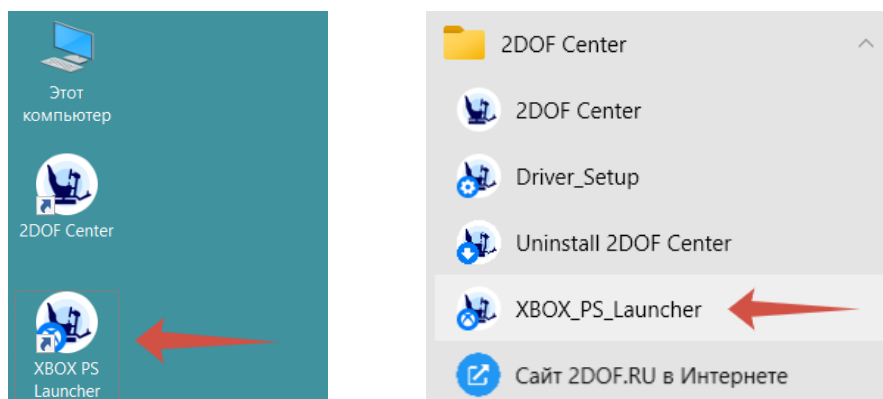 Этот
компьютер
2DOF Center
XBOX PS
Launcher
2DOF Center
2DOF Center
Driver_Setup
Uninstall 2DOF Center
XBOX_PS_Launcher
Сайт 2DOF.RU в Интернете